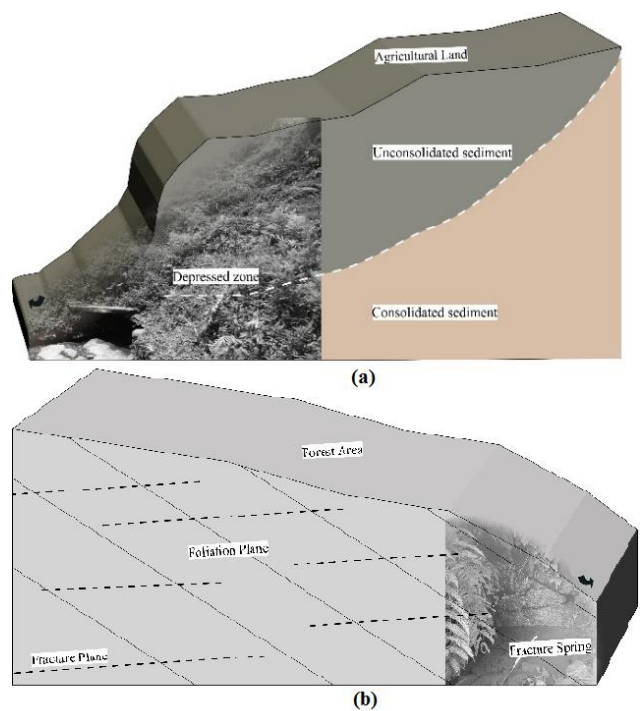 Agricultural Land
Unconsolidated sediment
Depressed zone
Consolidated sediment
(a)
Forest Area
Foliation Plane
Fracture Plane
Fracture Spring
(b)